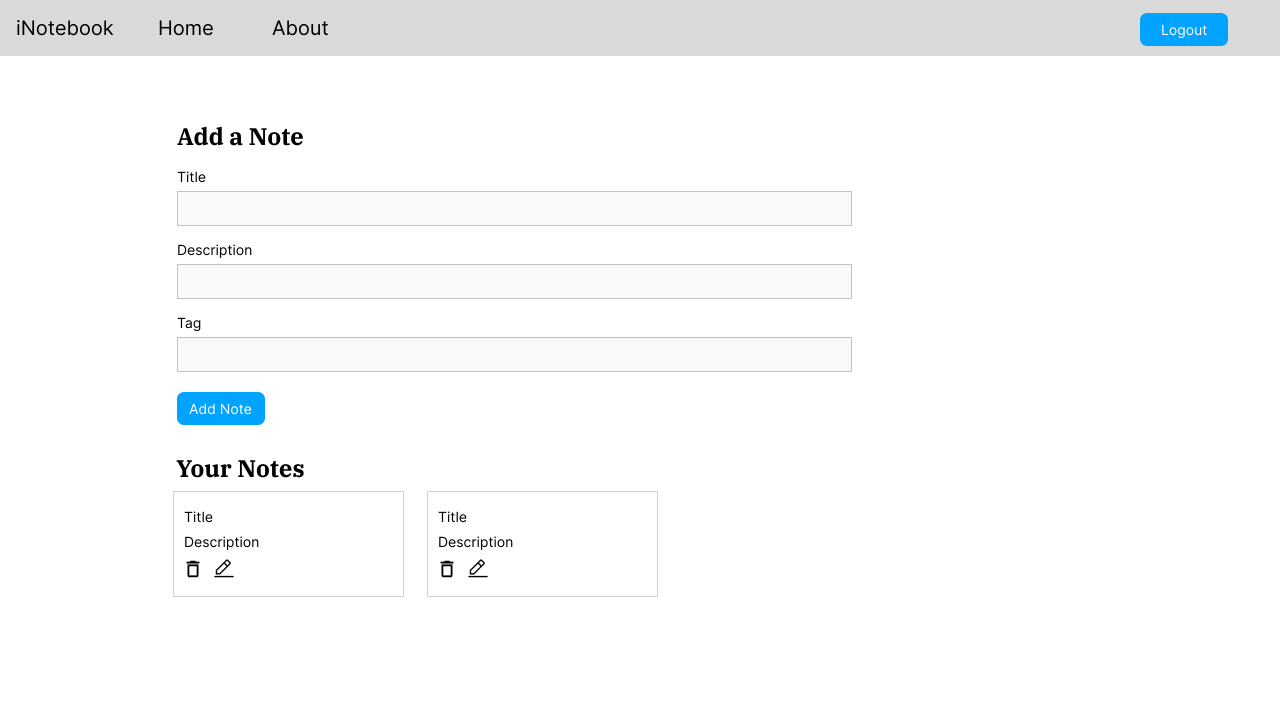 iNotebook Home About Logout
Add a Note
Title
Description
Tag
Add Note
Your Notes
Title Title
Description Description